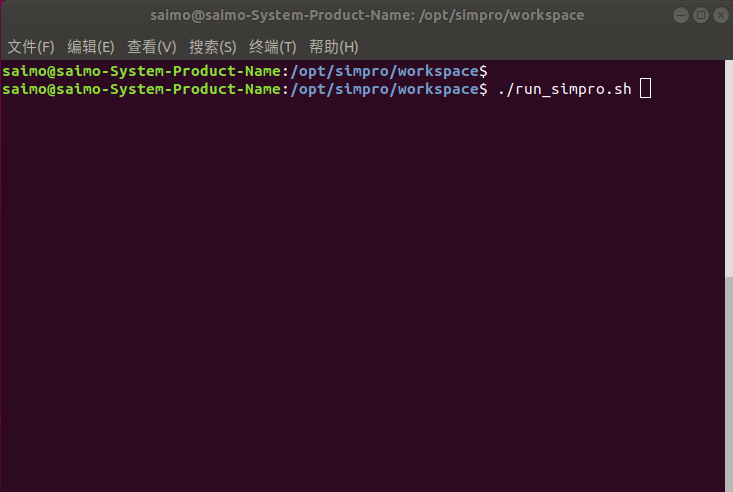 saimo@saimo-System-Product-Name: /opt/simpro/workspace
文件(F) 编辑(E) 查看(V) 搜索(S) 终端(T) 帮助(H)
saimo@saimo-System-Product-Name:/opt/simpro/workspace$
saimo@saimo-System-Product-Name:/opt/simpro/workspace$ ./run_simpro.sh